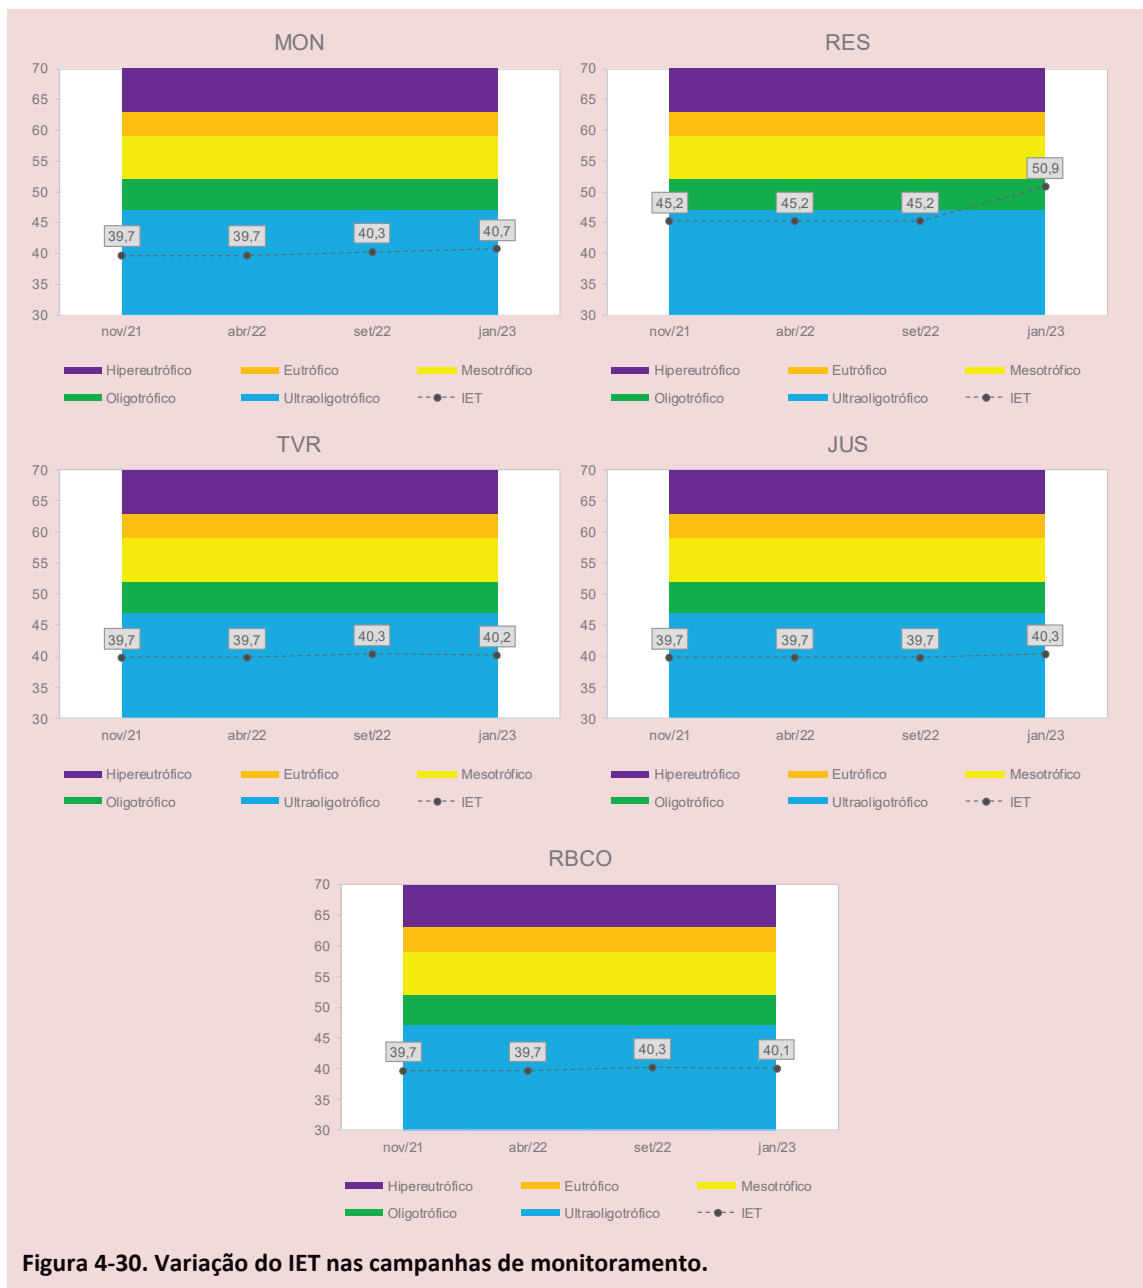 MON
70
65
60
55
50
45
40
35
30
39,7 39,7 40,3 40,7
nov/21 abr/22 set/22 jan/23
Hipereutrófico Eutrófico Mesotrófico
Oligotrófico Ultraoligotrófico IET
RES
70
65
60
55
50
45
40
35
30
45,2 45,2 45,2 50,9
nov/21 abr/22 set/22 jan/23
Hipereutrófico Eutrófico Mesotrófico
Oligotrófico Ultraoligotrófico IET
TVR
70
65
60
55
50
45
40
35
30
39,7 39,7 40,3 40,2
nov/21 abr/22 set/22 jan/23
Hipereutrófico Eutrófico Mesotrófico
Oligotrófico Ultraoligotrófico IET
JUS
70
65
60
55
50
45
40
35
30
39,7 39,7 39,7 40,3
nov/21 abr/22 set/22 jan/23
Hipereutrófico Eutrófico Mesotrófico
Oligotrófico Ultraoligotrófico IET
RBCO
70
65
60
55
50
45
40
35
30
39,7 39,7 40,3 40,1
nov/21 abr/22 set/22 jan/23
Hipereutrófico Eutrófico Mesotrófico
Oligotrófico Ultraoligotrófico IET
Figura 4-30. Variação do IET nas campanhas de monitoramento.